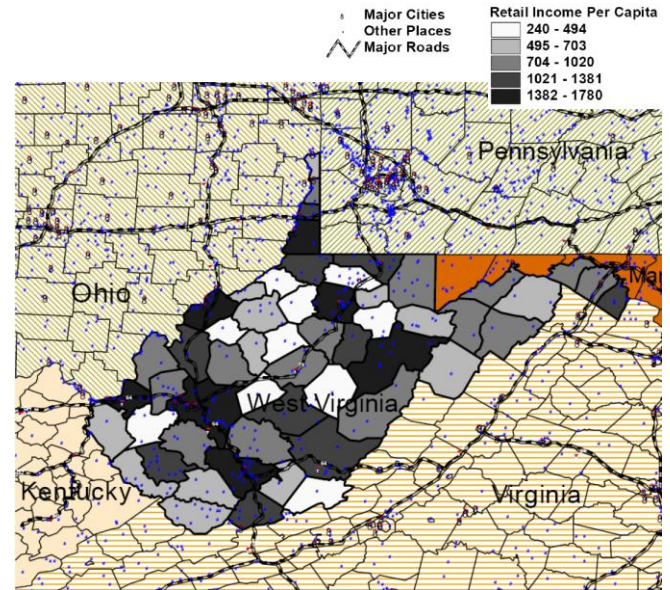 Major Cities
Other Places
Major Roads
Retail Income Per Capita
240 - 494
495 - 703
704 - 1020
1021 - 1381
1382 - 1780
Pennsylvania
Ohio
Mar
West Virginia
Kentucky
Virginia